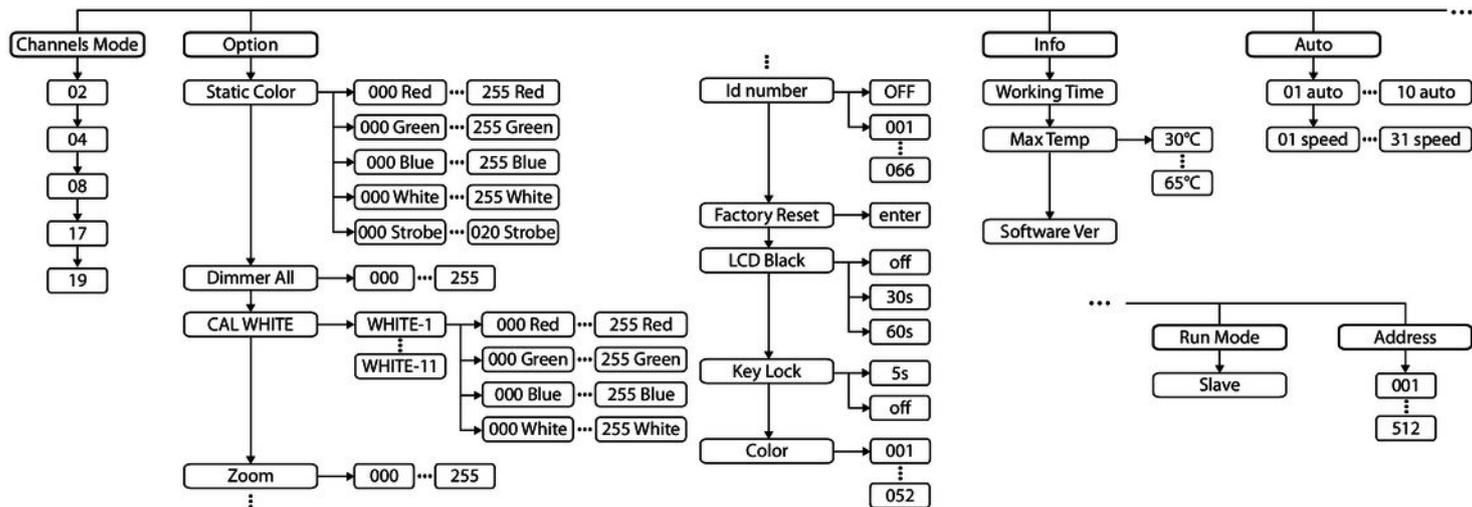 Channels Mode
02
04
08
17
19
Option
Static Color
000 Red ··· 255 Red
000 Green ··· 255 Green
000 Blue ··· 255 Blue
000 White ··· 255 White
000 Strobe ··· 020 Strobe
Dimmer All
000 ··· 255
CAL WHITE
WHITE-1
WHITE-11
000 Red ··· 255 Red
000 Green ··· 255 Green
000 Blue ··· 255 Blue
000 White ··· 255 White
Zoom
000 ··· 255
Id number
OFF
001
066
Factory Reset
enter
LCD Black
off
30s
60s
Key Lock
5s
off
Color
001
052
Info
Working Time
Max Temp
30°C
65°C
Software Ver
Auto
01 auto ··· 10 auto
01 speed ··· 31 speed
Run Mode
Slave
Address
001
512